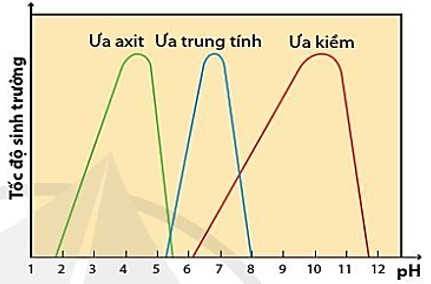 Ưa axit Ưa trung tính Ưa kiềm
Tốc độ sinh trưởng
1 2 3 4 5 6 7 8 9 10 11 12 pH